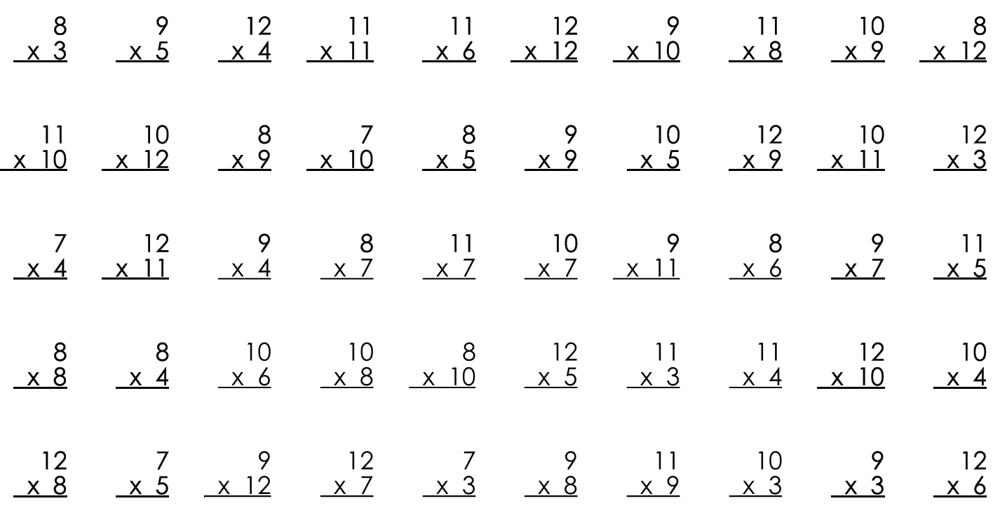 8 9 12 11 11 12 9 11 10 8
x 3 x 5 x 4 x 11 x 6 x 12 x 10 x 8 x 9 x 12
11 10 8 7 8 9 10 12 10 12
x 10 x 12 x 9 x 10 x 5 x 9 x 5 x 9 x 11 x 3
7 12 9 8 11 10 9 8 9 11
x 4 x 11 x 4 x 7 x 7 x 7 x 11 x 6 x 7 x 5
8 8 10 10 8 12 11 11 12 10
x 8 x 4 x 6 x 8 x 10 x 5 x 3 x 4 x 10 x 4
12 7 9 12 7 9 11 10 9 12
x 8 x 5 x 12 x 7 x 3 x 8 x 9 x 3 x 3 x 6